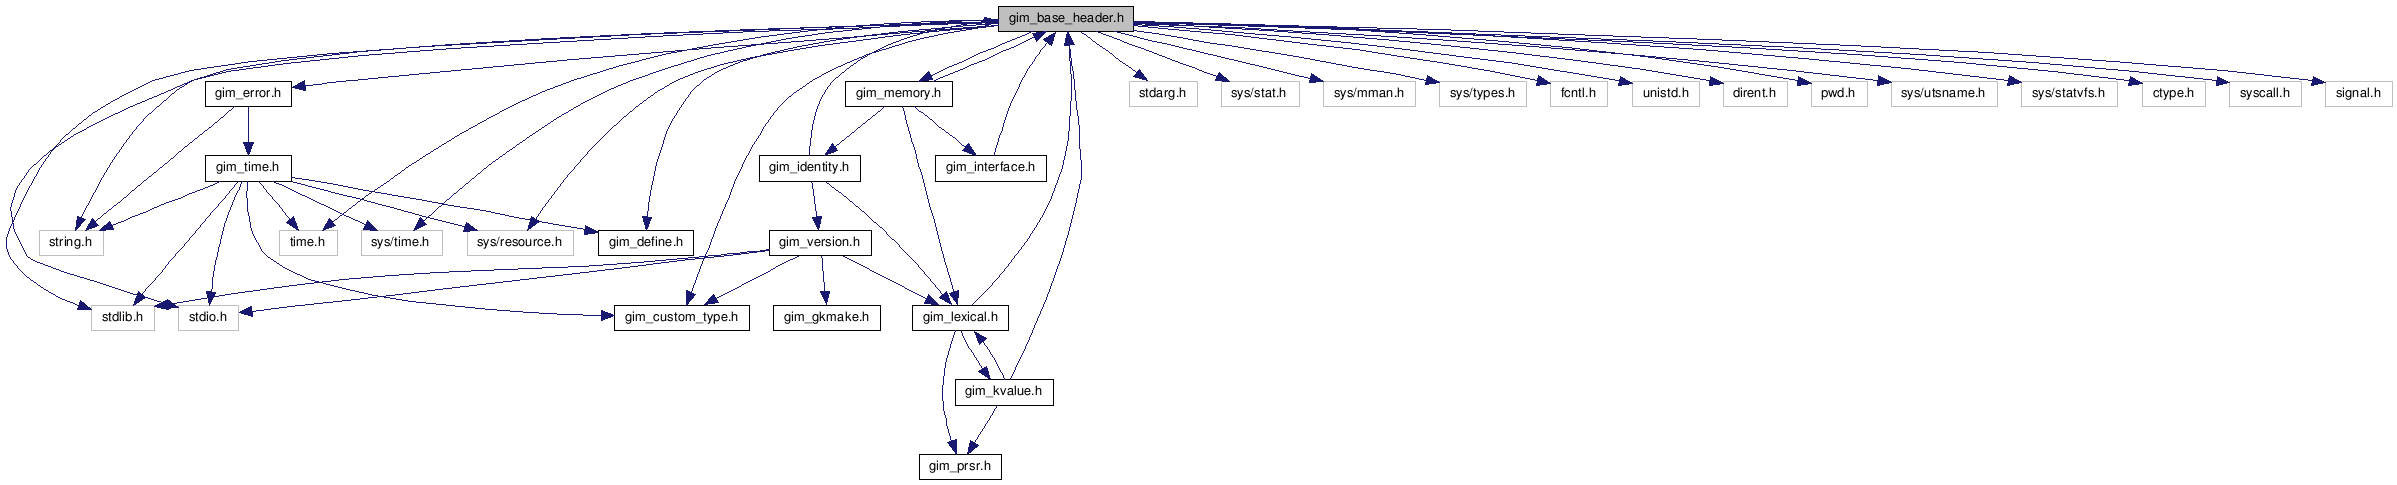 gim_base_header.h
gim_error.h
gim_memory.h
stdarg.h
sys/stat.h
sys/mman.h
sys/types.h
fcntl.h
unistd.h
dirent.h
pwd.h
sys/utsname.h
sys/statvfs.h
ctype.h
syscall.h
signal.h
gim_time.h
gim_identity.h
gim_interface.h
string.h
time.h
sys/time.h
sys/resource.h
gim_define.h
gim_version.h
stdlib.h
stdio.h
gim_custom_type.h
gim_gkmake.h
gim_lexical.h
gim_kvalue.h
gim_prsr.h